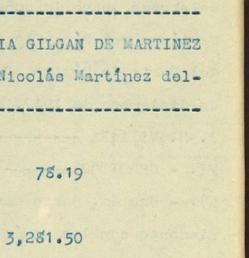 IA GILGAN DE MARTINEZ
Nicolás Martínez del-
78.19
3,281.50